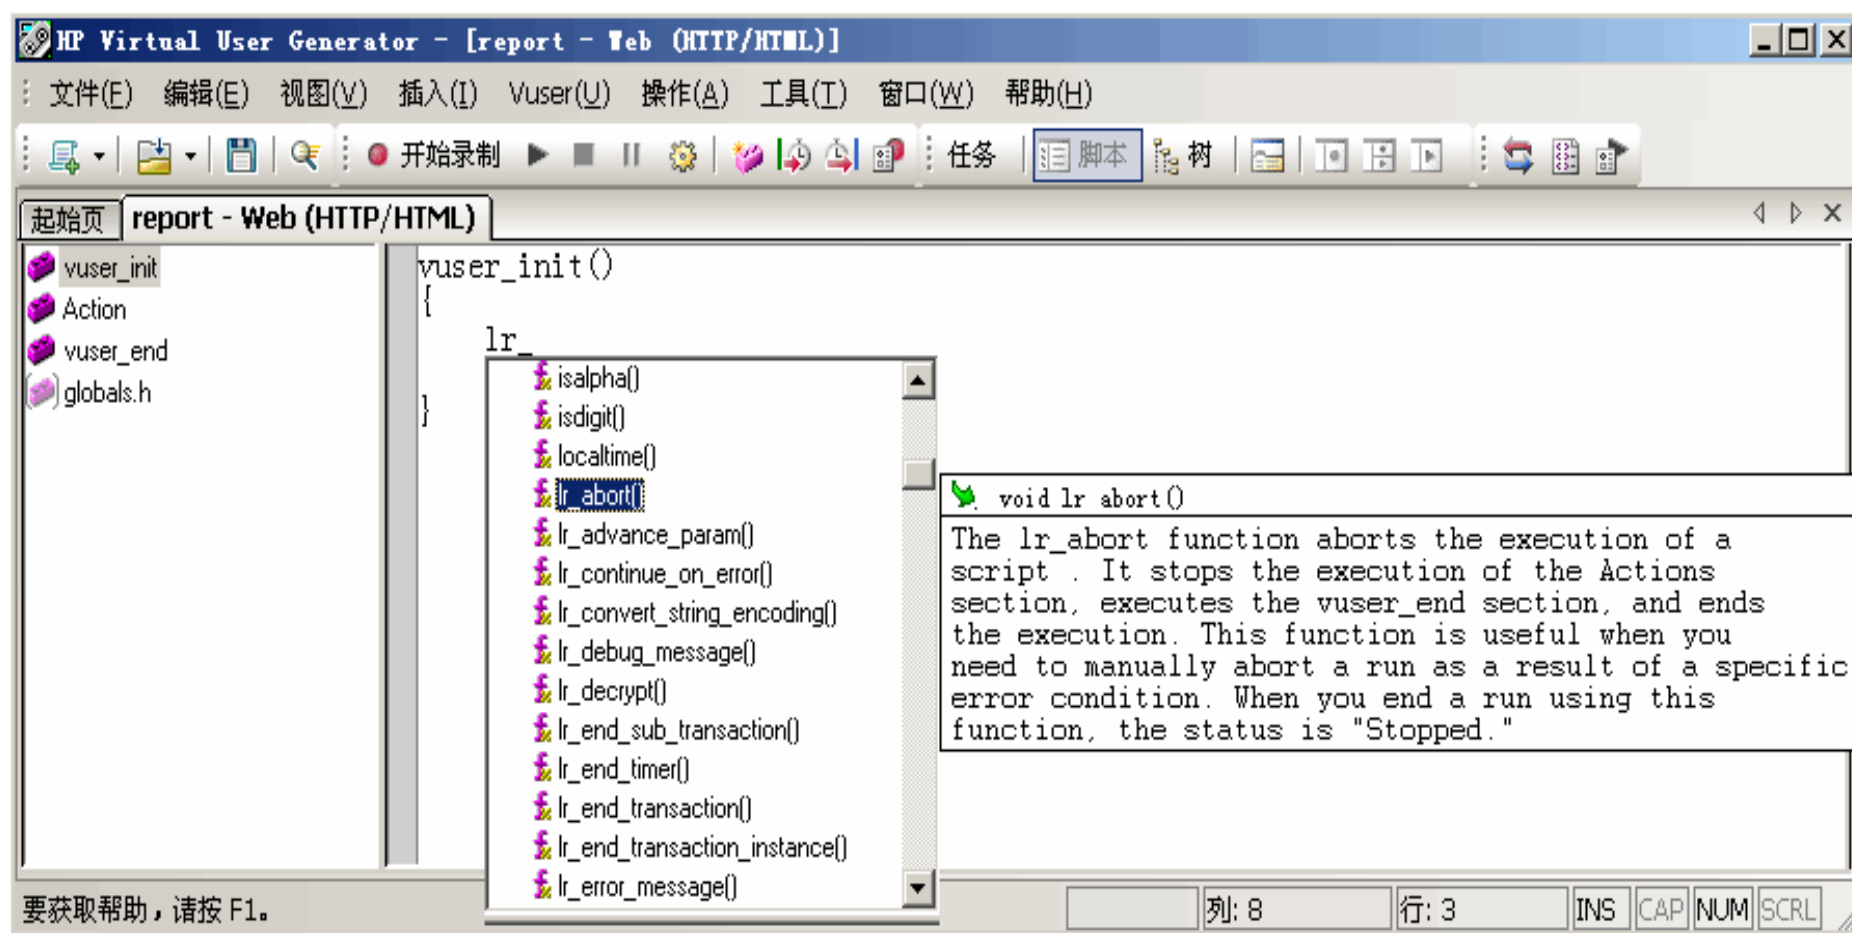 HP Virtual User Generator - [report - Web (HTTP/HTML)]
文件(F) 编辑(E) 视图(V) 插入(I) Vuser(U) 操作(A) 工具(T) 窗口(W) 帮助(H)
开始录制 任务 脚本 树
起始页 report - Web (HTTP/HTML)
vuser_init
Action
vuser_end
globals.h
vuser_init()
{
lr_
}
isalpha()
isdigit()
localtime()
lr_abort()
lr_advance_param()
lr_continue_on_error()
lr_convert_string_encoding()
lr_debug_message()
lr_decrypt()
lr_end_sub_transaction()
lr_end_timer()
lr_end_transaction()
lr_end_transaction_instance()
lr_error_message()
void lr abort()
The lr_abort function aborts the execution of a
script . It stops the execution of the Actions
section, executes the vuser_end section, and ends
the execution. This function is useful when you
need to manually abort a run as a result of a specific
error condition. When you end a run using this
function, the status is "Stopped."
要获取帮助，请按 F1。
列: 8 行: 3 INS CAP NUM SCRL